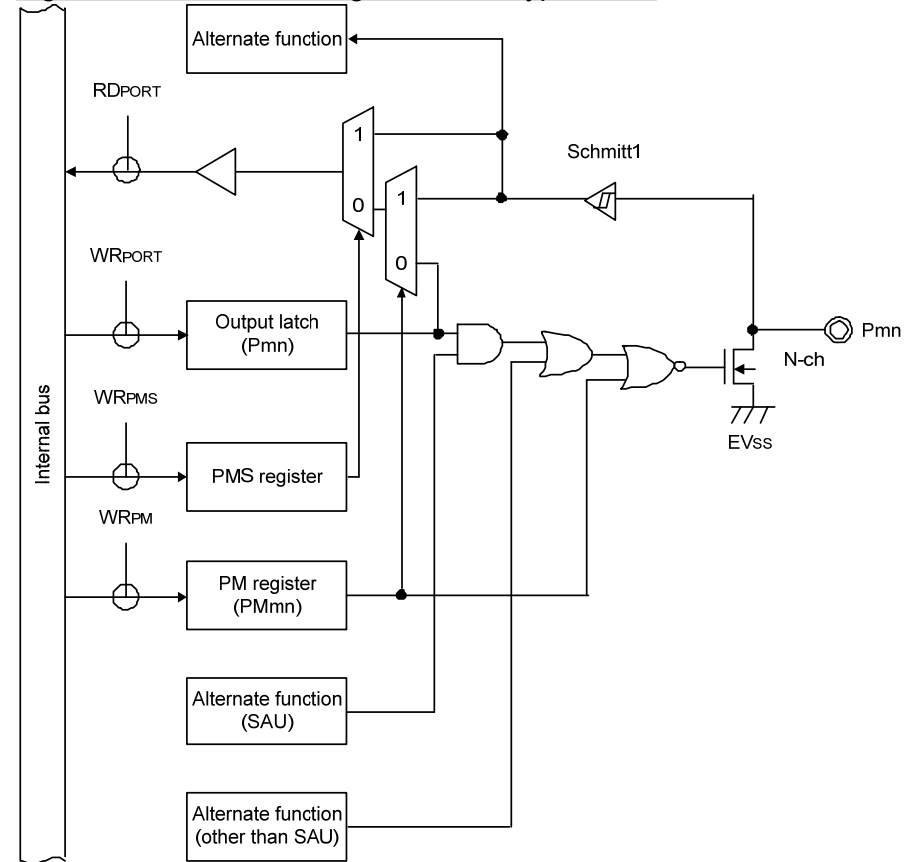 Alternate function
RDPORT
1
Schmitt1
0
1
WRPORT
0
Output latch
(Pmn)
Pmn
N-ch
WRPMS
EVSS
Internal bus
PMS register
WRPM
PM register
(PMmn)
Alternate function
(SAU)
Alternate function
(other than SAU)